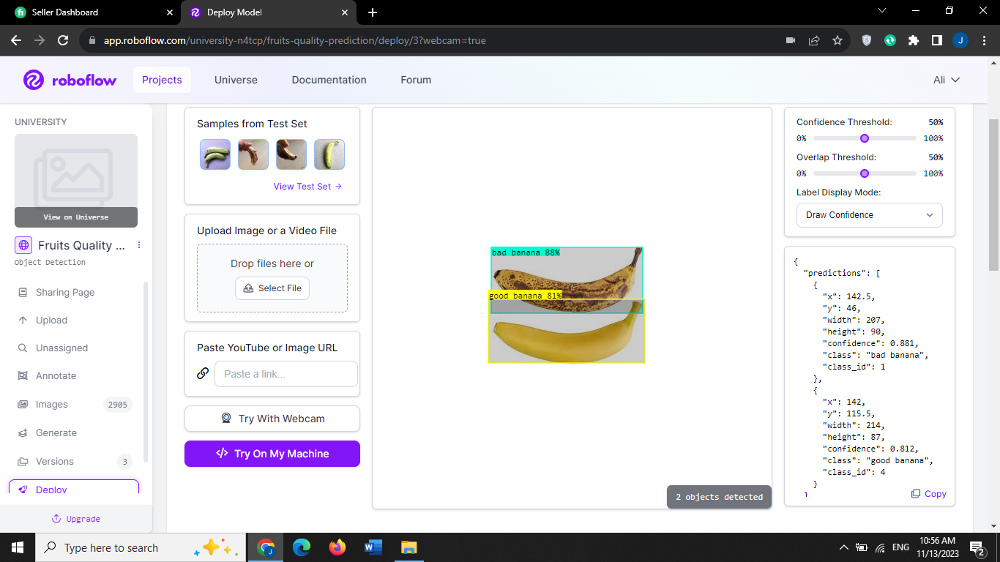 Seller Dashboard
Deploy Model
app.roboflow.com/university-n4tcp/fruits-quality-prediction/deploy/3?webcam=true
J
roboflow
Projects
Universe
Documentation
Forum
Ali
UNIVERSITY
View on Universe
Fruits Quality ...
Object Detection
Sharing Page
Upload
Unassigned
Annotate
Images 2905
Generate
Versions 3
Deploy
Upgrade
Samples from Test Set
View Test Set →
Upload Image or a Video File
Drop files here or
Select File
Paste YouTube or Image URL
Paste a link...
Try With Webcam
</> Try On My Machine
bad banana 88%
good banana 81%
2 objects detected
Confidence Threshold: 50%
0% 100%
Overlap Threshold: 50%
0% 100%
Label Display Mode:
Draw Confidence
{
"predictions": [
{
"x": 142.5,
"y": 46,
"width": 207,
"height": 90,
"confidence": 0.881,
"class": "bad banana",
"class_id": 1
},
{
"x": 142,
"y": 115.5,
"width": 214,
"height": 87,
"confidence": 0.812,
"class": "good banana",
"class_id": 4
}
]
Copy
Type here to search
ENG
10:56 AM
11/13/2023
2